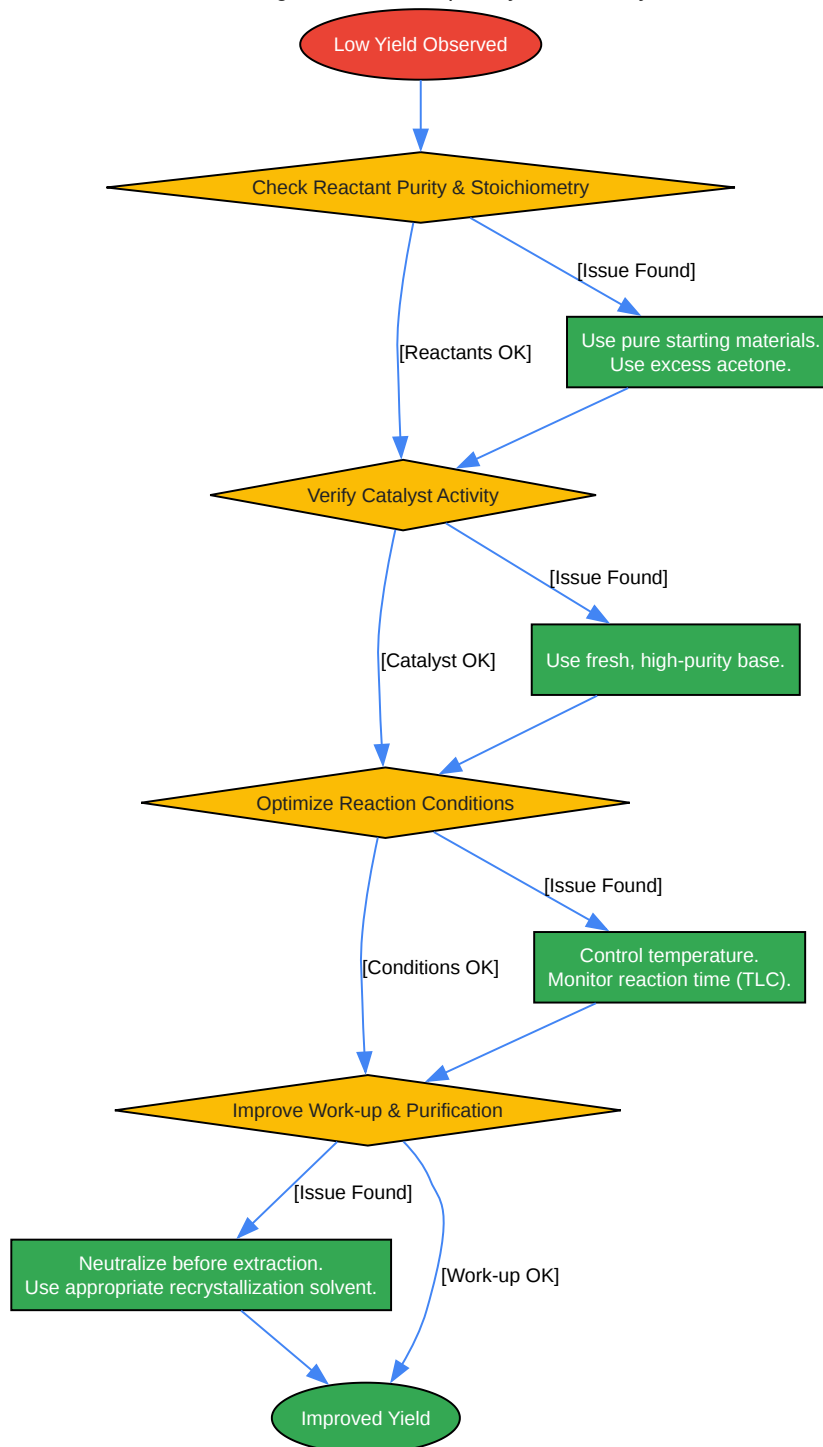 Low Yield Observed
Check Reactant Purity & Stoichiometry
[Issue Found]
Use pure starting materials.
Use excess acetone.
[Reactants OK]
Verify Catalyst Activity
[Issue Found]
Use fresh, high-purity base.
[Catalyst OK]
Optimize Reaction Conditions
[Issue Found]
Control temperature.
Monitor reaction time (TLC).
[Conditions OK]
Improve Work-up & Purification
[Issue Found]
Neutralize before extraction.
Use appropriate recrystallization solvent.
[Work-up OK]
Improved Yield